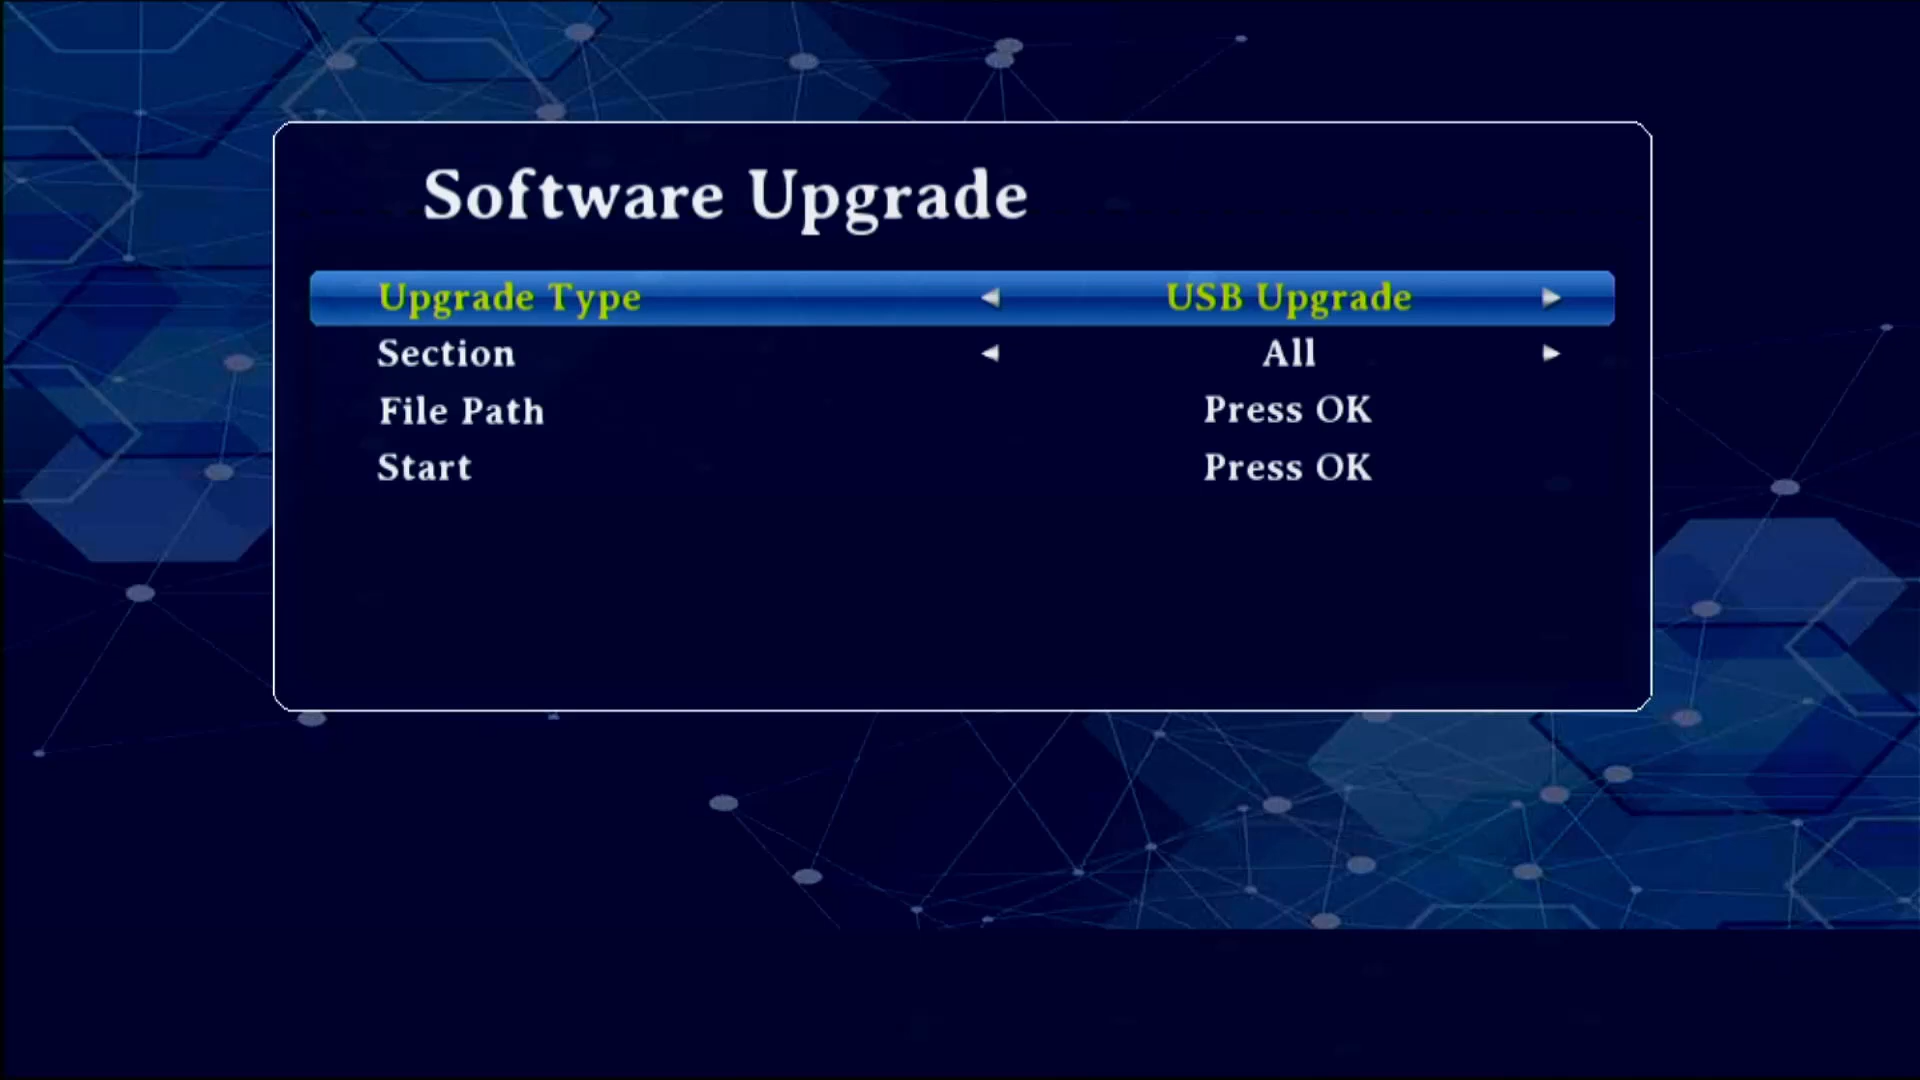 Software Upgrade
Upgrade Type USB Upgrade
Section All
File Path Press OK
Start Press OK